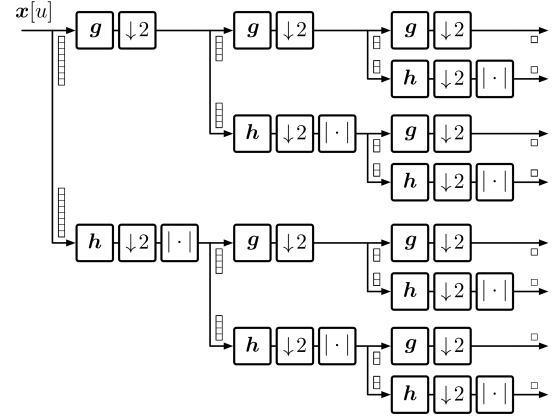 x[u]
g ↓2 g ↓2 g ↓2
h ↓2 |·|
h ↓2 |·| g ↓2
h ↓2 |·|
h ↓2 |·| g ↓2 g ↓2
h ↓2 |·|
h ↓2 |·| g ↓2
h ↓2 |·|